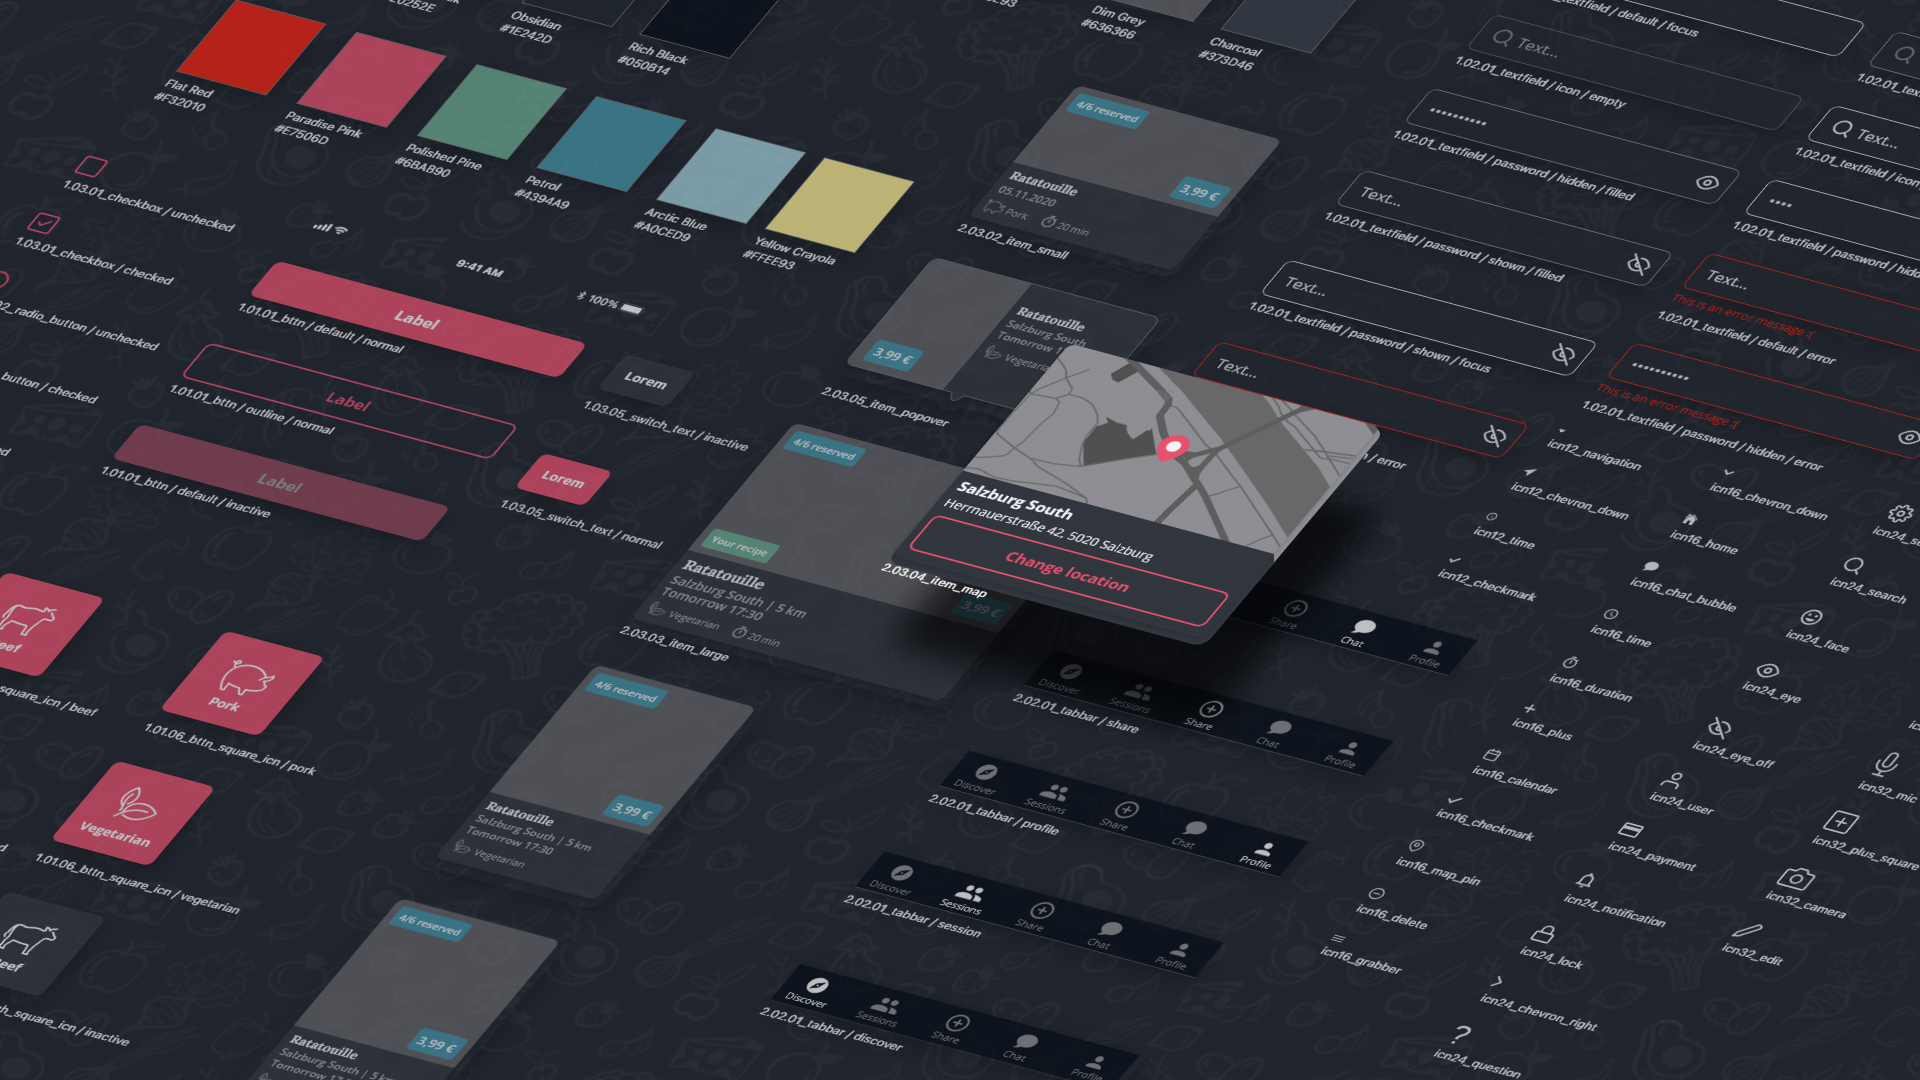 Obsidian
#1E242D
Rich Black
#050B14
Dim Grey
#636366
Charcoal
#373D46
Flat Red
#F32010
Paradise Pink
#E7506D
Polished Pine
#6BAB90
Petrol
#4394A9
Arctic Blue
#A0CED9
Yellow Crayola
#FFEE93
1.03.01_checkbox / unchecked
1.03.01_checkbox / checked
02_radio_button / unchecked
button / checked
9:41 AM
100%
Label
1.01.01_bttn / default / normal
Label
1.01.01_bttn / outline / normal
Label
1.01.01_bttn / default / inactive
Lorem
1.03.05_switch_text / inactive
Lorem
1.03.05_switch_text / normal
eef
square_icn / beef
Pork
1.01.06_bttn_square_icn / pork
Vegetarian
1.01.06_bttn_square_icn / vegetarian
eef
square_icn / inactive
4/6 reserved
3,99 €
Ratatouille
05.11.2020
Pork
20 min
2.03.02_item_small
3,99 €
Ratatouille
Salzburg South
Tomorrow 1
Vegetaria
2.03.05_item_popover
4/6 reserved
Your recipe
Ratatouille
Salzburg South | 5 km
Tomorrow 17:30
Vegetarian
20 min
3,99 €
2.03.03_item_large
Salzburg South
Herrnauerstraße 42, 5020 Salzburg
Change location
2.03.04_item_map
4/6 reserved
3,99 €
Ratatouille
Salzburg South | 5 km
Tomorrow 17:30
Vegetarian
4/6 reserved
3,99 €
Ratatouille
Salzburg South | 5 km
Share
Chat
Profile
Discover
Sessions
Share
Chat
Profile
2.02.01_tabbar / share
Discover
Sessions
Share
Chat
Profile
2.02.01_tabbar / profile
Discover
Sessions
Share
Chat
Profile
2.02.01_tabbar / session
Discover
Sessions
Share
Chat
Profile
2.02.01_tabbar / discover
textfield / default / focus
Text...
1.02.01_textfield / icon / empty
1.02.01_textfield / password / hidden / filled
Text...
1.02.01_textfield / password / shown / filled
Text...
1.02.01_textfield / password / shown / focus
Text...
/ error
1.02.01_tex
Text...
1.02.01_textfield / icon
1.02.01_textfield / password / hidd
Text...
This is an error message :(
1.02.01_textfield / default / error
This is an error message :(
1.02.01_textfield / password / hidden / error
icn12_navigation
icn12_chevron_down
icn12_time
icn12_checkmark
icn16_chevron_down
icn16_home
icn16_chat_bubble
icn16_time
icn16_duration
icn16_plus
icn16_calendar
icn16_checkmark
icn16_map_pin
icn16_delete
icn16_grabber
icn24_se
icn24_search
icn24_face
icn24_eye
icn24_eye_off
icn24_user
icn24_payment
icn24_notification
icn24_lock
icn24_chevron_right
icn24_question
icn32_mic
icn32_plus_square
icn32_camera
icn32_edit